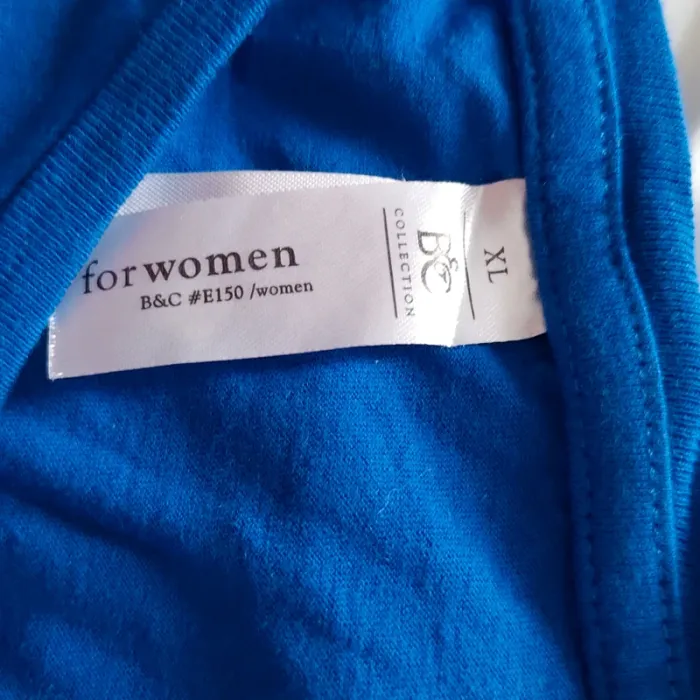 for women
B&C #E150 /women
B&C
COLLECTION
XL